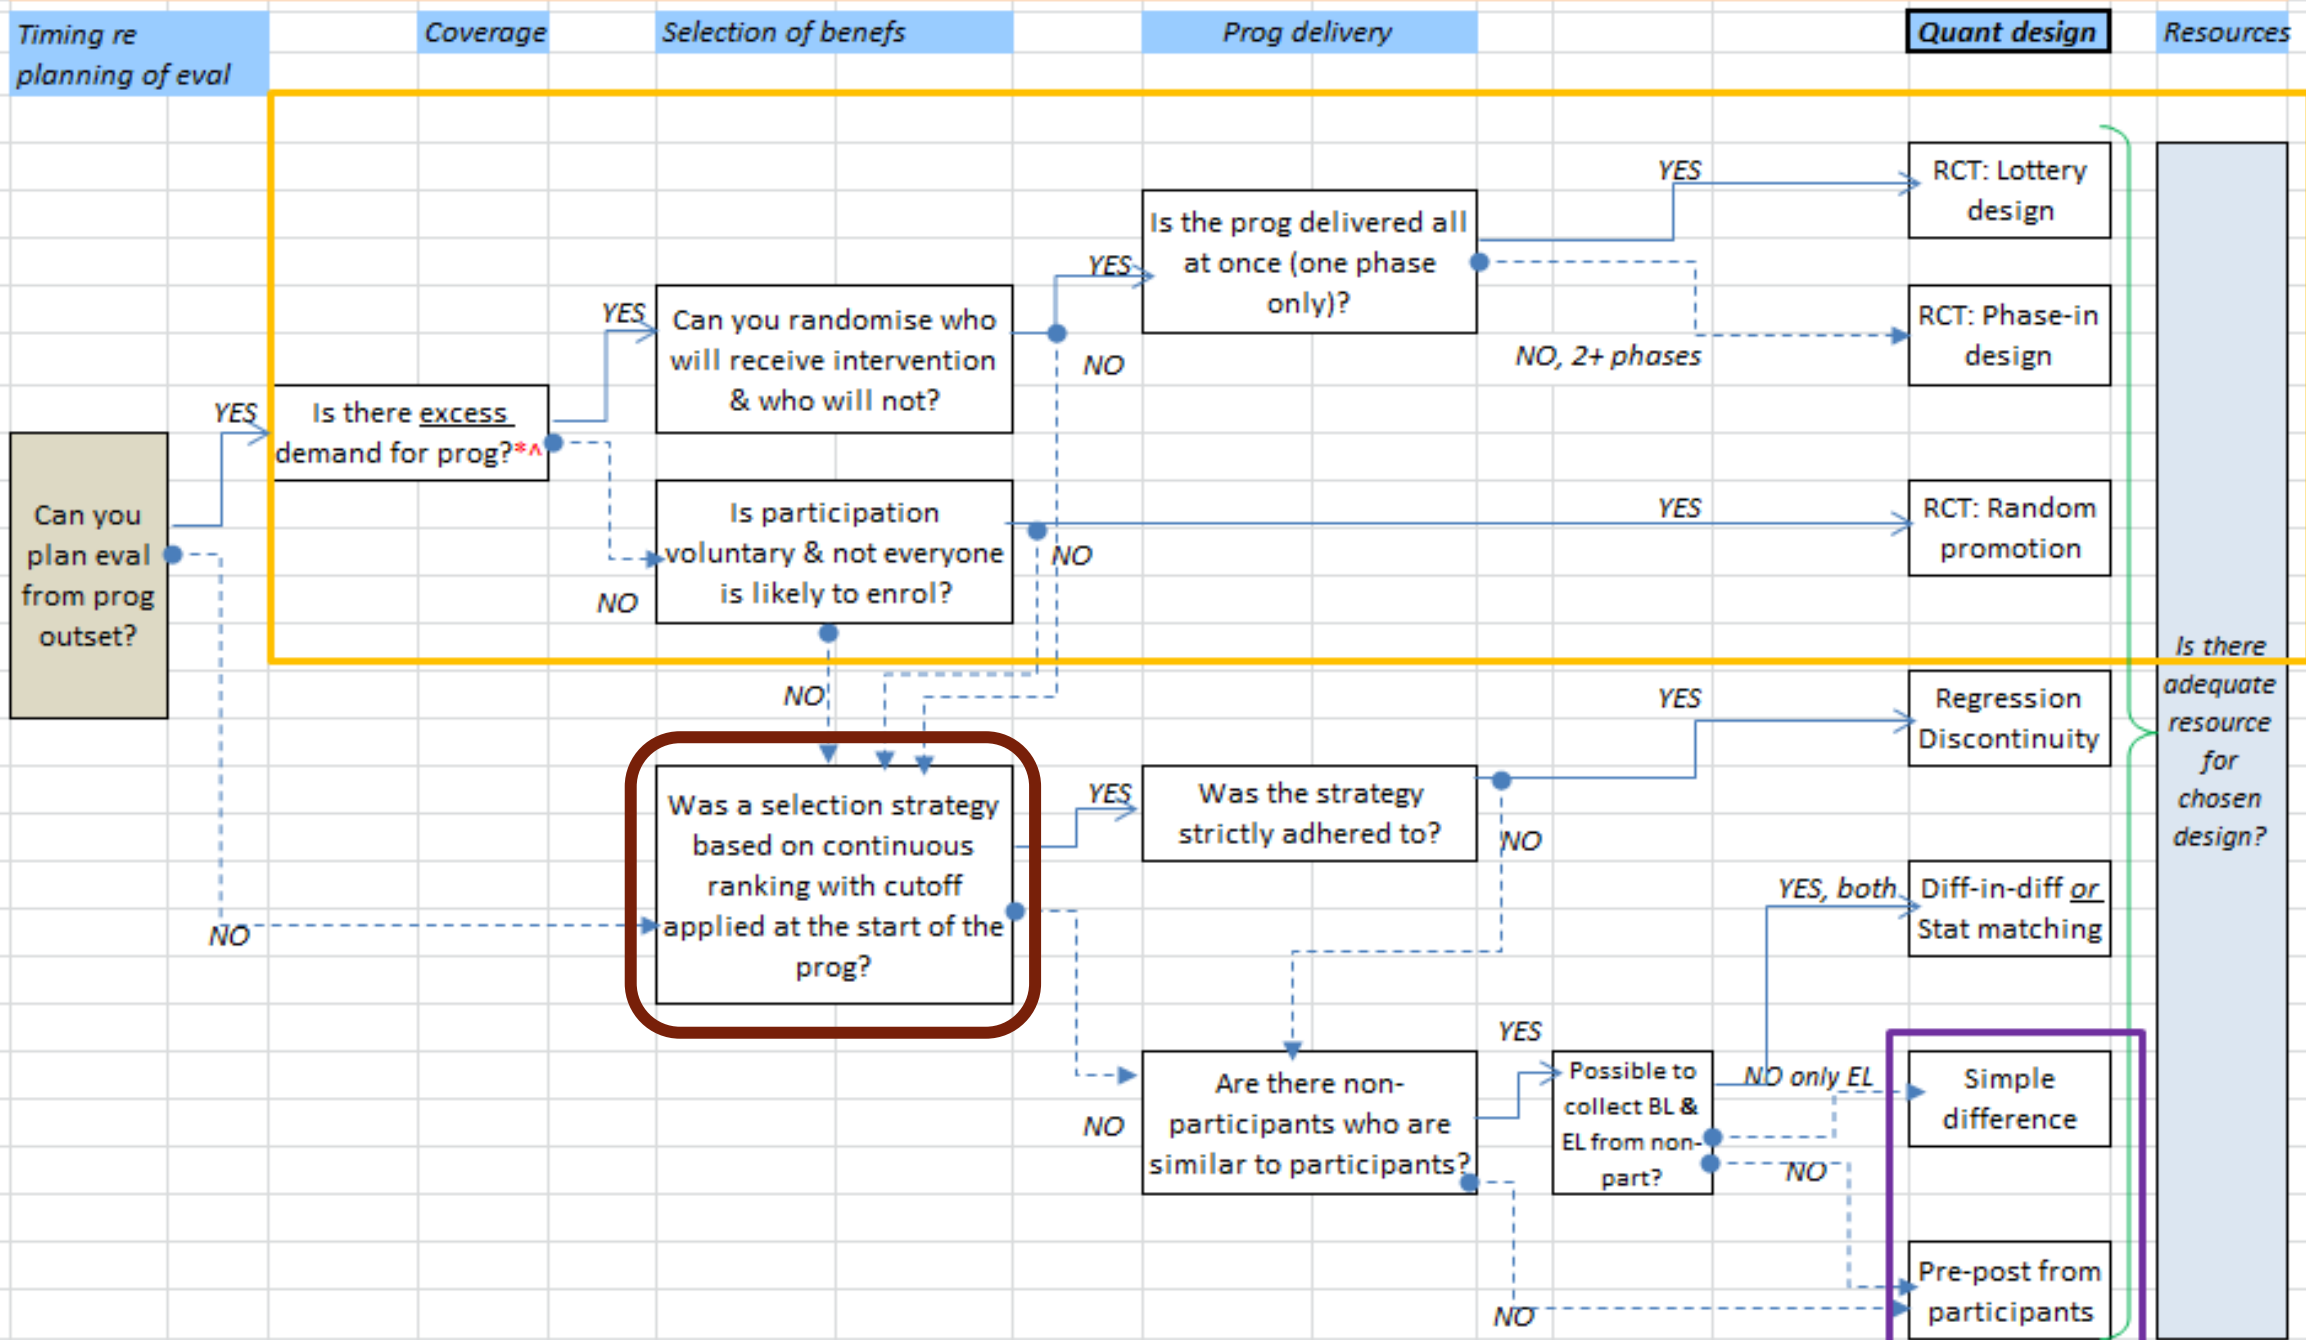 Timing re
planning of eval
Coverage
Selection of benefs
Prog delivery
Quant design
Resources
Can you
plan eval
from prog
outset?
YES
NO
Is there excess
demand for prog?*^
YES
NO
Can you randomise who
will receive intervention
& who will not?
YES
NO
Is participation
voluntary & not everyone
is likely to enrol?
YES
NO
NO
Is the prog delivered all
at once (one phase
only)?
YES
NO, 2+ phases
RCT: Lottery
design
RCT: Phase-in
design
RCT: Random
promotion
Was a selection strategy
based on continuous
ranking with cutoff
applied at the start of the
prog?
YES
NO
Was the strategy
strictly adhered to?
YES
NO
Regression
Discontinuity
Are there non-
participants who are
similar to participants?
YES
NO
Possible to
collect BL &
EL from non-
part?
YES, both
NO only EL
NO
Diff-in-diff or
Stat matching
Simple
difference
Pre-post from
participants
Is there
adequate
resource
for
chosen
design?